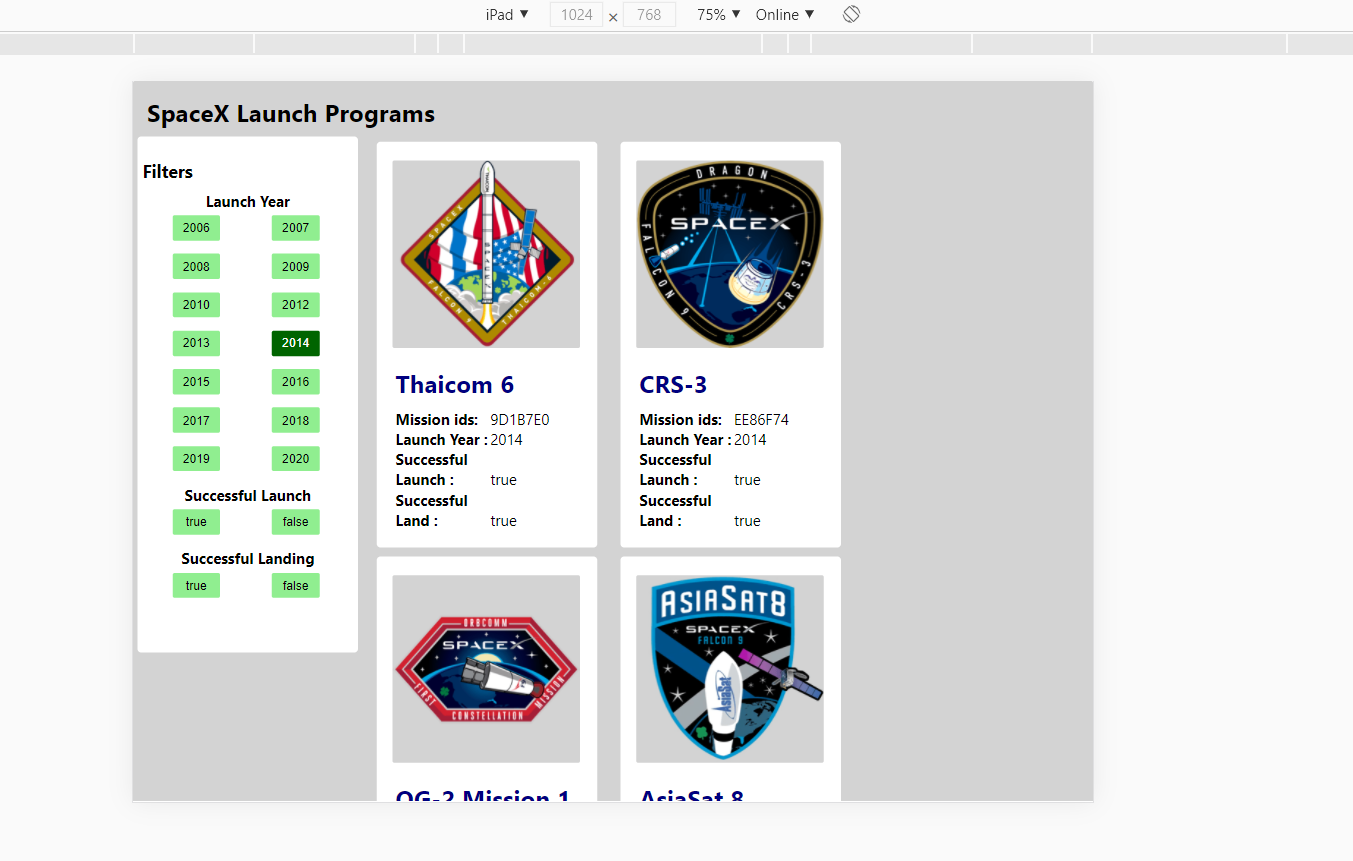 iPad ▼ 1024 × 768 75% ▼ Online ▼
SpaceX Launch Programs
Filters
Launch Year
2006 2007
2008 2009
2010 2012
2013 2014
2015 2016
2017 2018
2019 2020
Successful Launch
true false
Successful Landing
true false
SPACEX
THAICOM
SPACEX
FALCON 9
THAICOM-6
Thaicom 6
Mission ids: 9D1B7E0
Launch Year : 2014
Successful
Launch : true
Successful
Land : true
DRAGON
SPACEX
FALCON 9
CRS-3
CRS-3
Mission ids: EE86F74
Launch Year : 2014
Successful
Launch : true
Successful
Land : true
ORBCOMM
SPACEX
FIRST
CONSTELLATION
MISSION
OG-2 Mission 1
ASIASAT8
SPACEX
FALCON 9
AsiaSat
AsiaSat 8